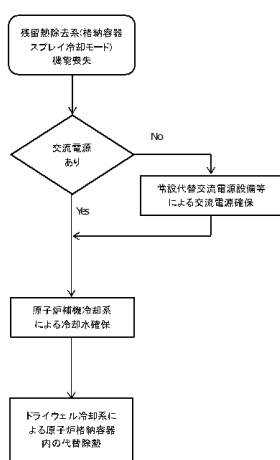 残留熱除去系(格納容器
スプレイ冷却モード)
機能喪失
交流電源
あり
No
常設代替交流電源設備等
による交流電源確保
Yes
原子炉補機冷却系
による冷却水確保
ドライウェル冷却系に
よる原子炉格納容器
内の代替除熱